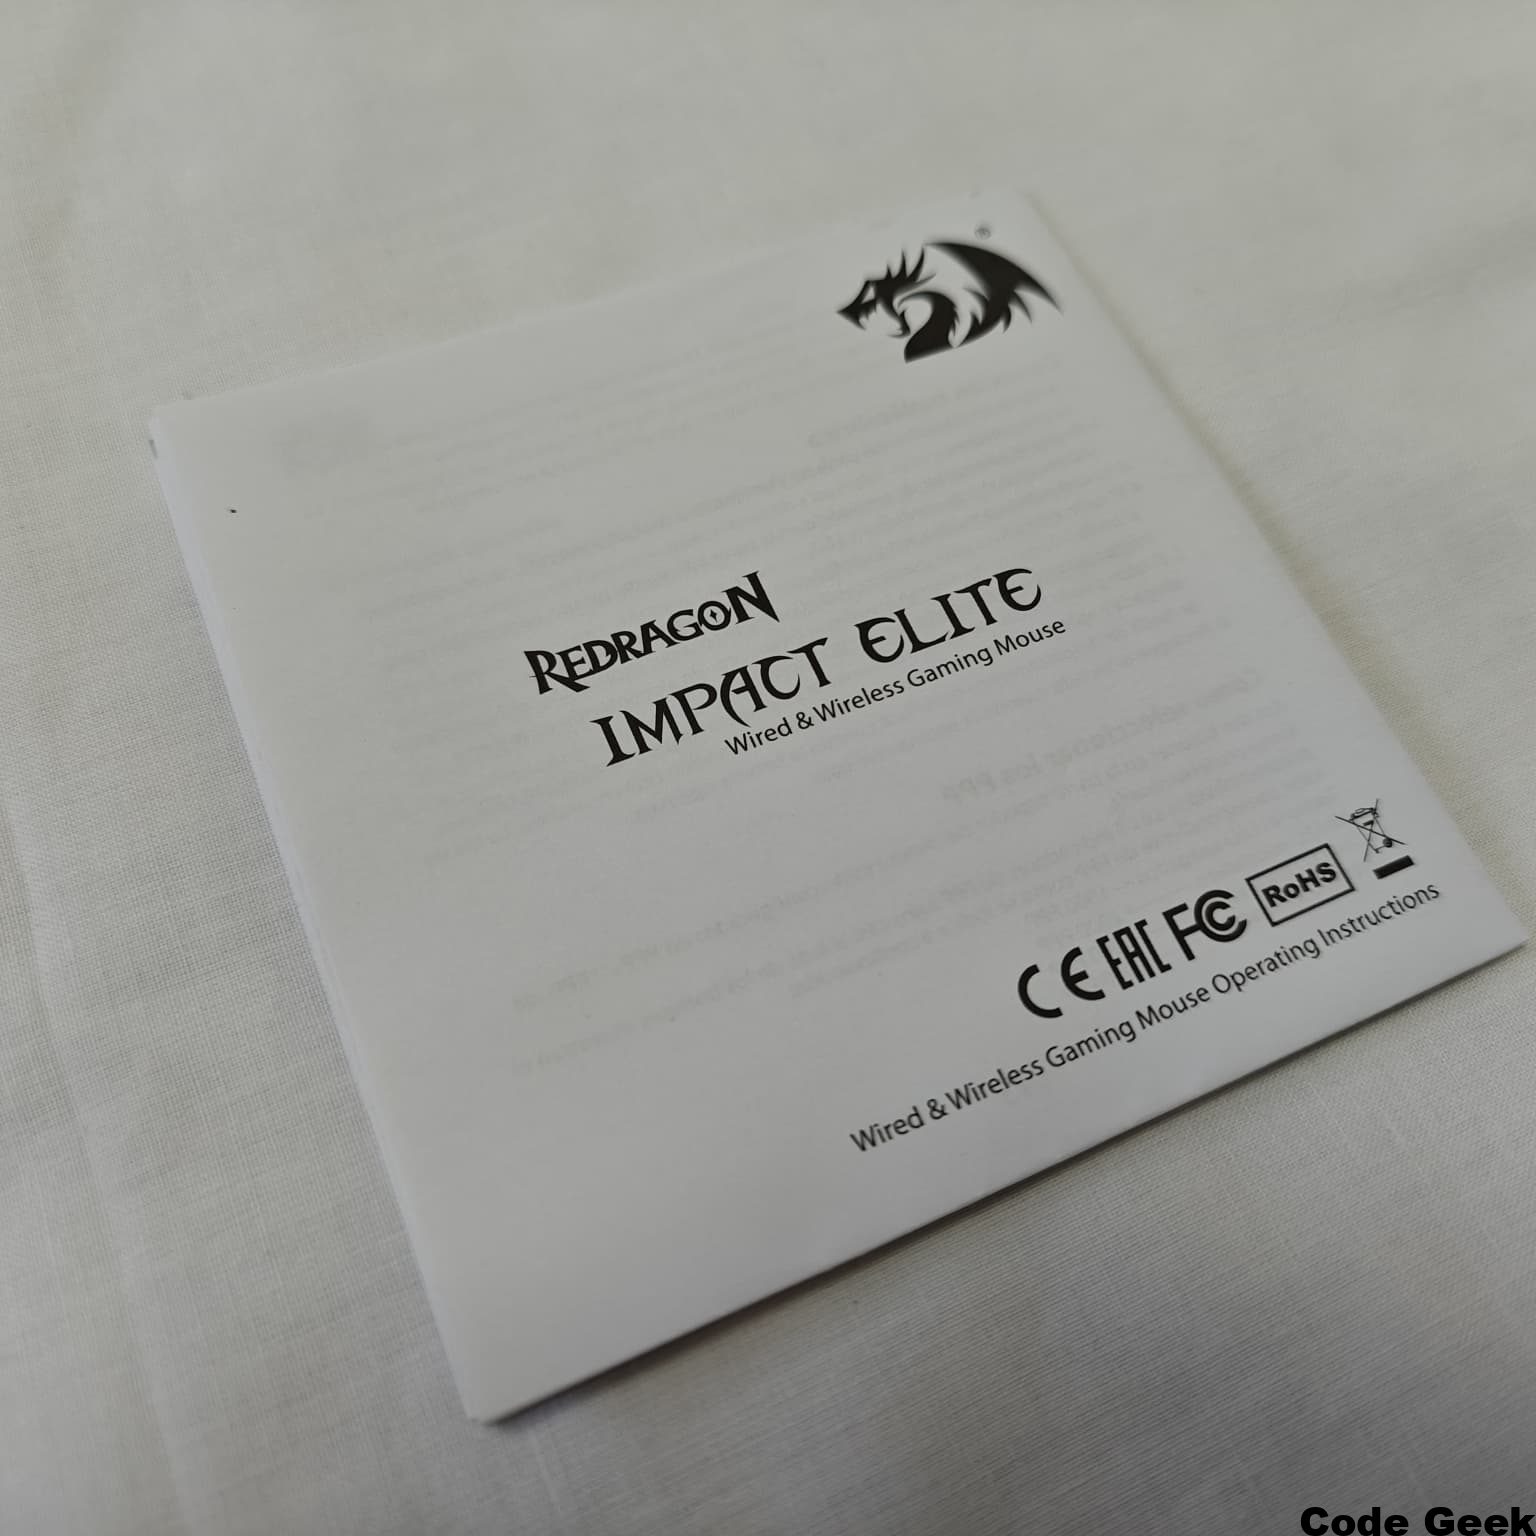 ®
REDRAGON
IMPACT ELITE
Wired & Wireless Gaming Mouse
CE EAC FC RoHS
Wired & Wireless Gaming Mouse Operating Instructions
Code Geek